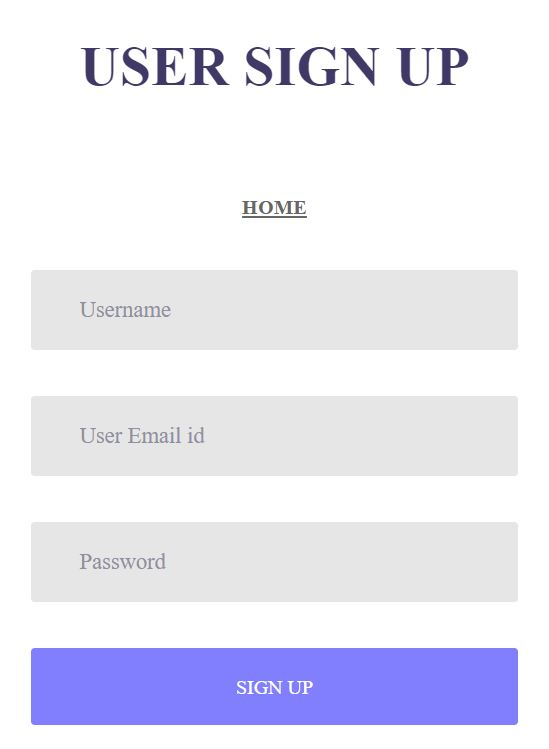 USER SIGN UP
HOME
Username
User Email id
Password
SIGN UP